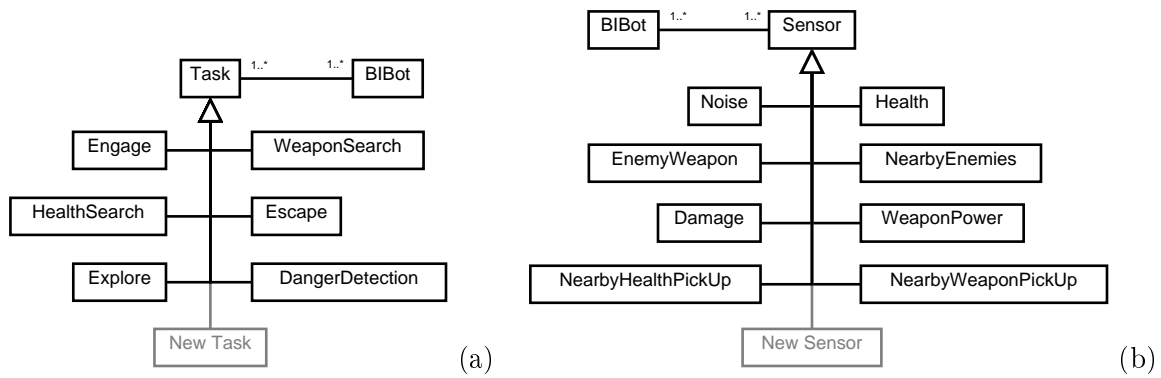 Task 1..* 1..* BIBot
Engage WeaponSearch
HealthSearch Escape
Explore DangerDetection
New Task
(a)
BIBot 1..* 1..* Sensor
Noise Health
EnemyWeapon NearbyEnemies
Damage WeaponPower
NearbyHealthPickUp NearbyWeaponPickUp
New Sensor
(b)